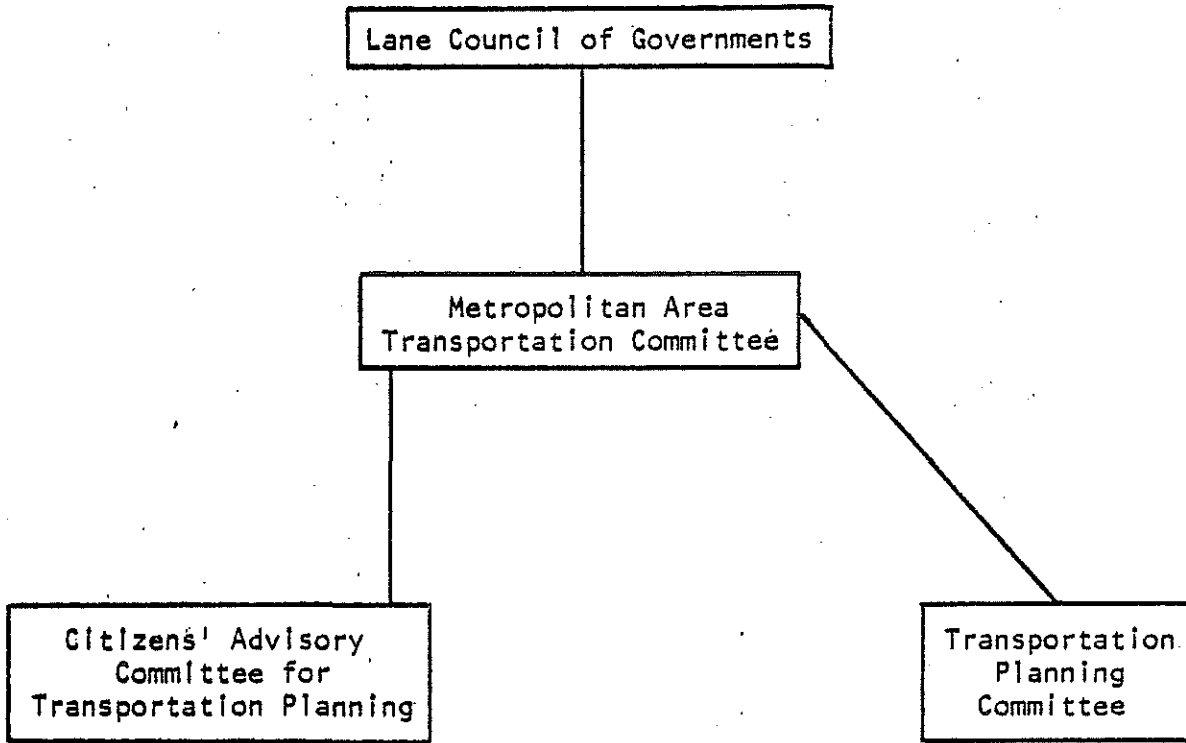 Lane Council of Governments
Metropolitan Area
Transportation Committee
Citizens' Advisory
Committee for
Transportation Planning
Transportation
Planning
Committee